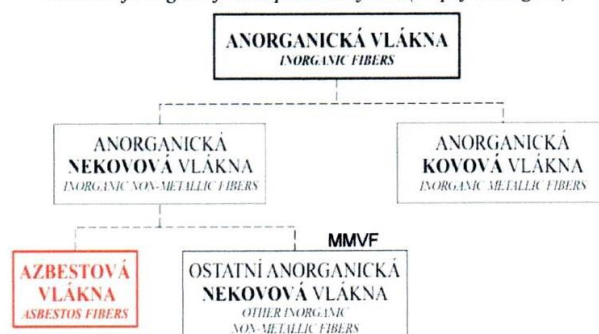 ANORGANICKÁ VLÁKNA
INORGANIC FIBERS
ANORGANICKÁ
NEKOVOVÁ VLÁKNA
INORGANIC NON-METALLIC FIBERS
ANORGANICKÁ
KOVOVÁ VLÁKNA
INORGANIC METALLIC FIBERS
AZBESTOVÁ
VLÁKNA
ASBESTOS FIBERS
MMVF
OSTATNÍ ANORGANICKÁ
NEKOVOVÁ VLÁKNA
OTHER INORGANIC
NON-METALLIC FIBERS